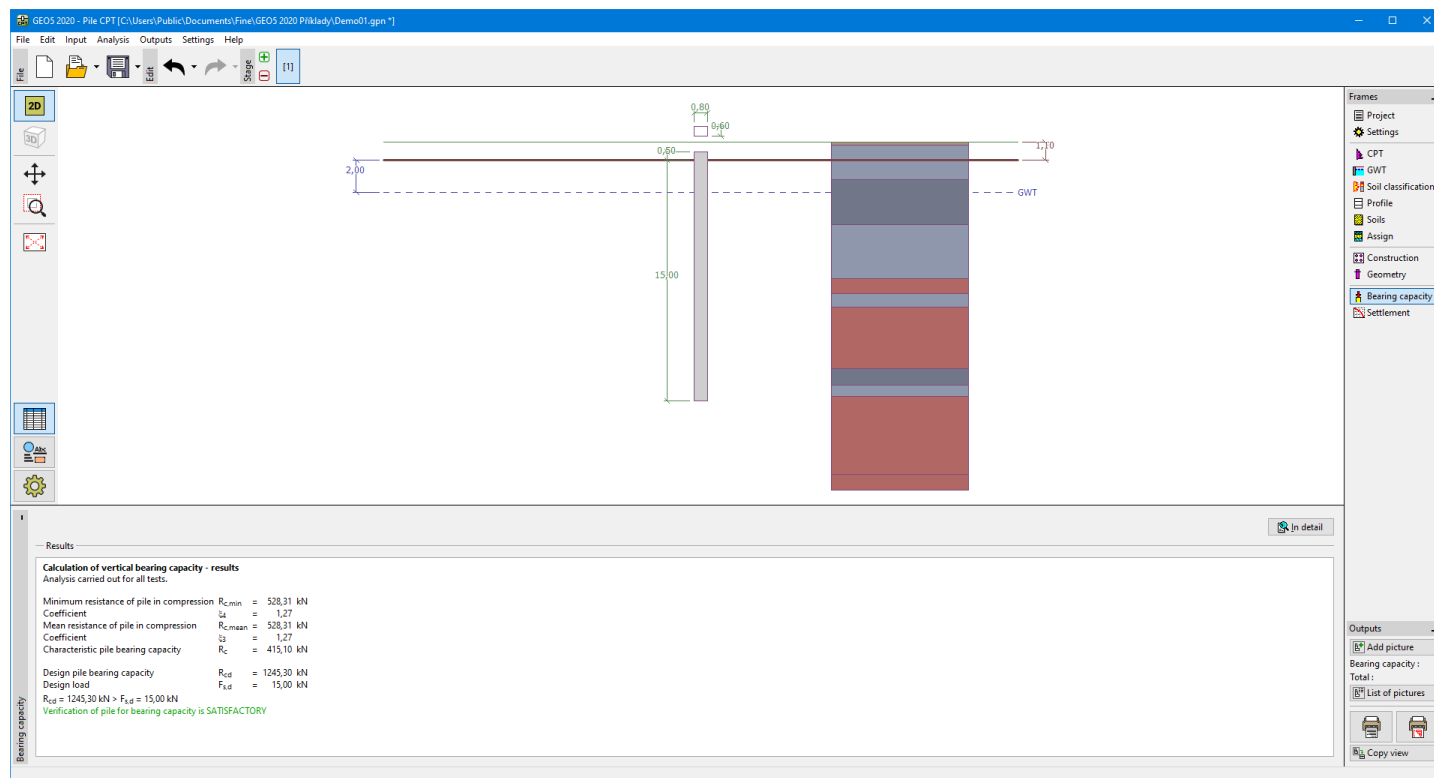 GEO5 2020 - Pile CPT [C:\Users\Public\Documents\Fine\GEO5 2020 Příklady\Demo01.gpn *]
File Edit Input Analysis Outputs Settings Help
File
Edit
Stage
[1]
2D
3D
Abc
0,80
0,60
0,50
1,10
2,00
GWT
15,00
Frames
Project
Settings
CPT
GWT
Soil classification
Profile
Soils
Assign
Construction
Geometry
Bearing capacity
Settlement
In detail
Results
Calculation of vertical bearing capacity - results
Analysis carried out for all tests.
Minimum resistance of pile in compression Rc,min = 528,31 kN
Coefficient ξ4 = 1,27
Mean resistance of pile in compression Rc,mean = 528,31 kN
Coefficient ξ3 = 1,27
Characteristic pile bearing capacity Rc = 415,10 kN
Design pile bearing capacity Rcd = 1245,30 kN
Design load Fs,d = 15,00 kN
Rcd = 1245,30 kN > Fs,d = 15,00 kN
Verification of pile for bearing capacity is SATISFACTORY
Bearing capacity
Outputs
Add picture
Bearing capacity :
Total :
List of pictures
Copy view